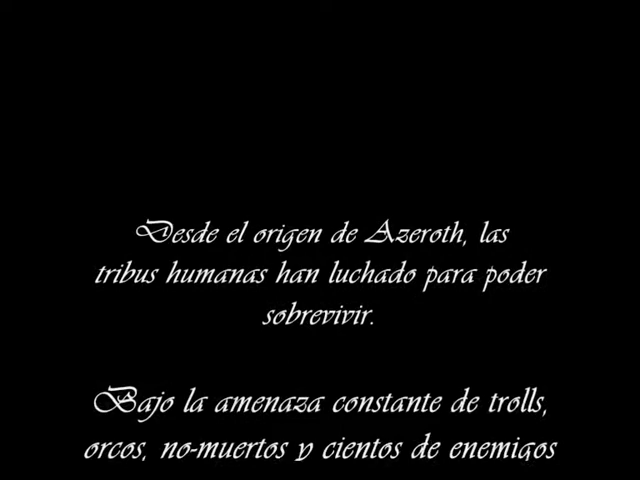 Desde el origen de Azeroth, las
tribus humanas han luchado para poder
sobrevivir.
Bajo la amenaza constante de trolls,
orcos, no-muertos y cientos de enemigos